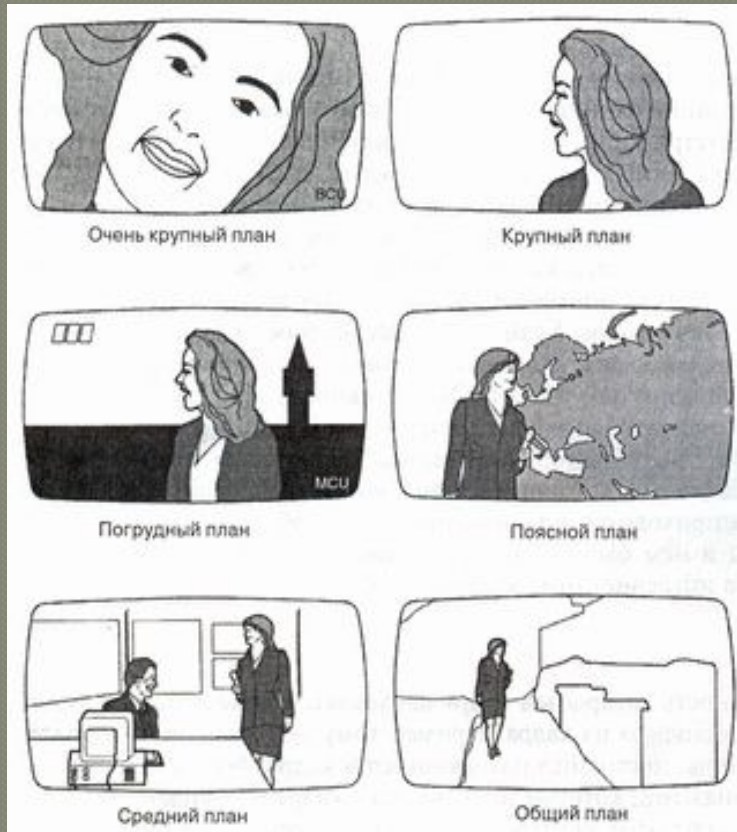 BCU
Очень крупный план
Крупный план
MCU
Погрудный план
Поясной план
Средний план
Общий план